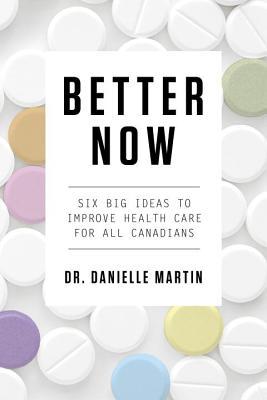 BETTER
NOW
SIX BIG IDEAS TO
IMPROVE HEALTH CARE
FOR ALL CANADIANS
DR. DANIELLE MARTIN